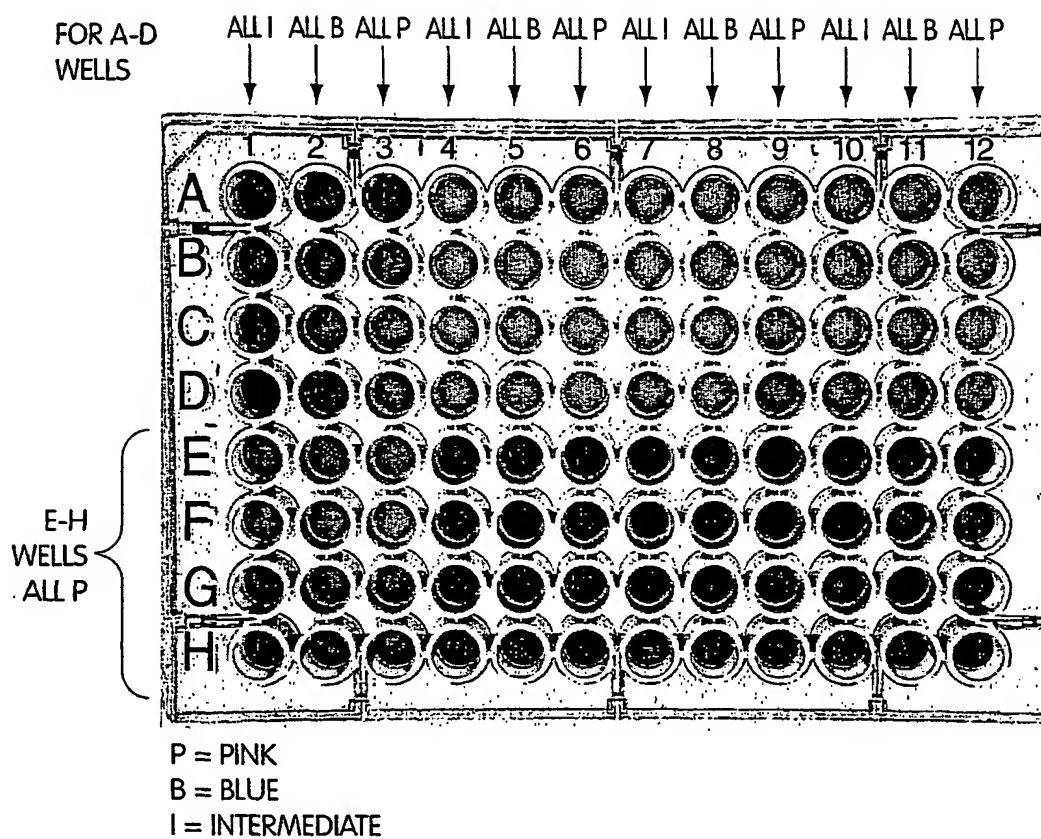 FOR A-D ALL I ALL B ALL P ALL I ALL B ALL P ALL I ALL B ALL P ALL I ALL B ALL P
WELLS
1 2 3 4 5 6 7 8 9 10 11 12
A
B
C
D
E
F
G
H
E-H
WELLS
ALL P
P = PINK
B = BLUE
I = INTERMEDIATE